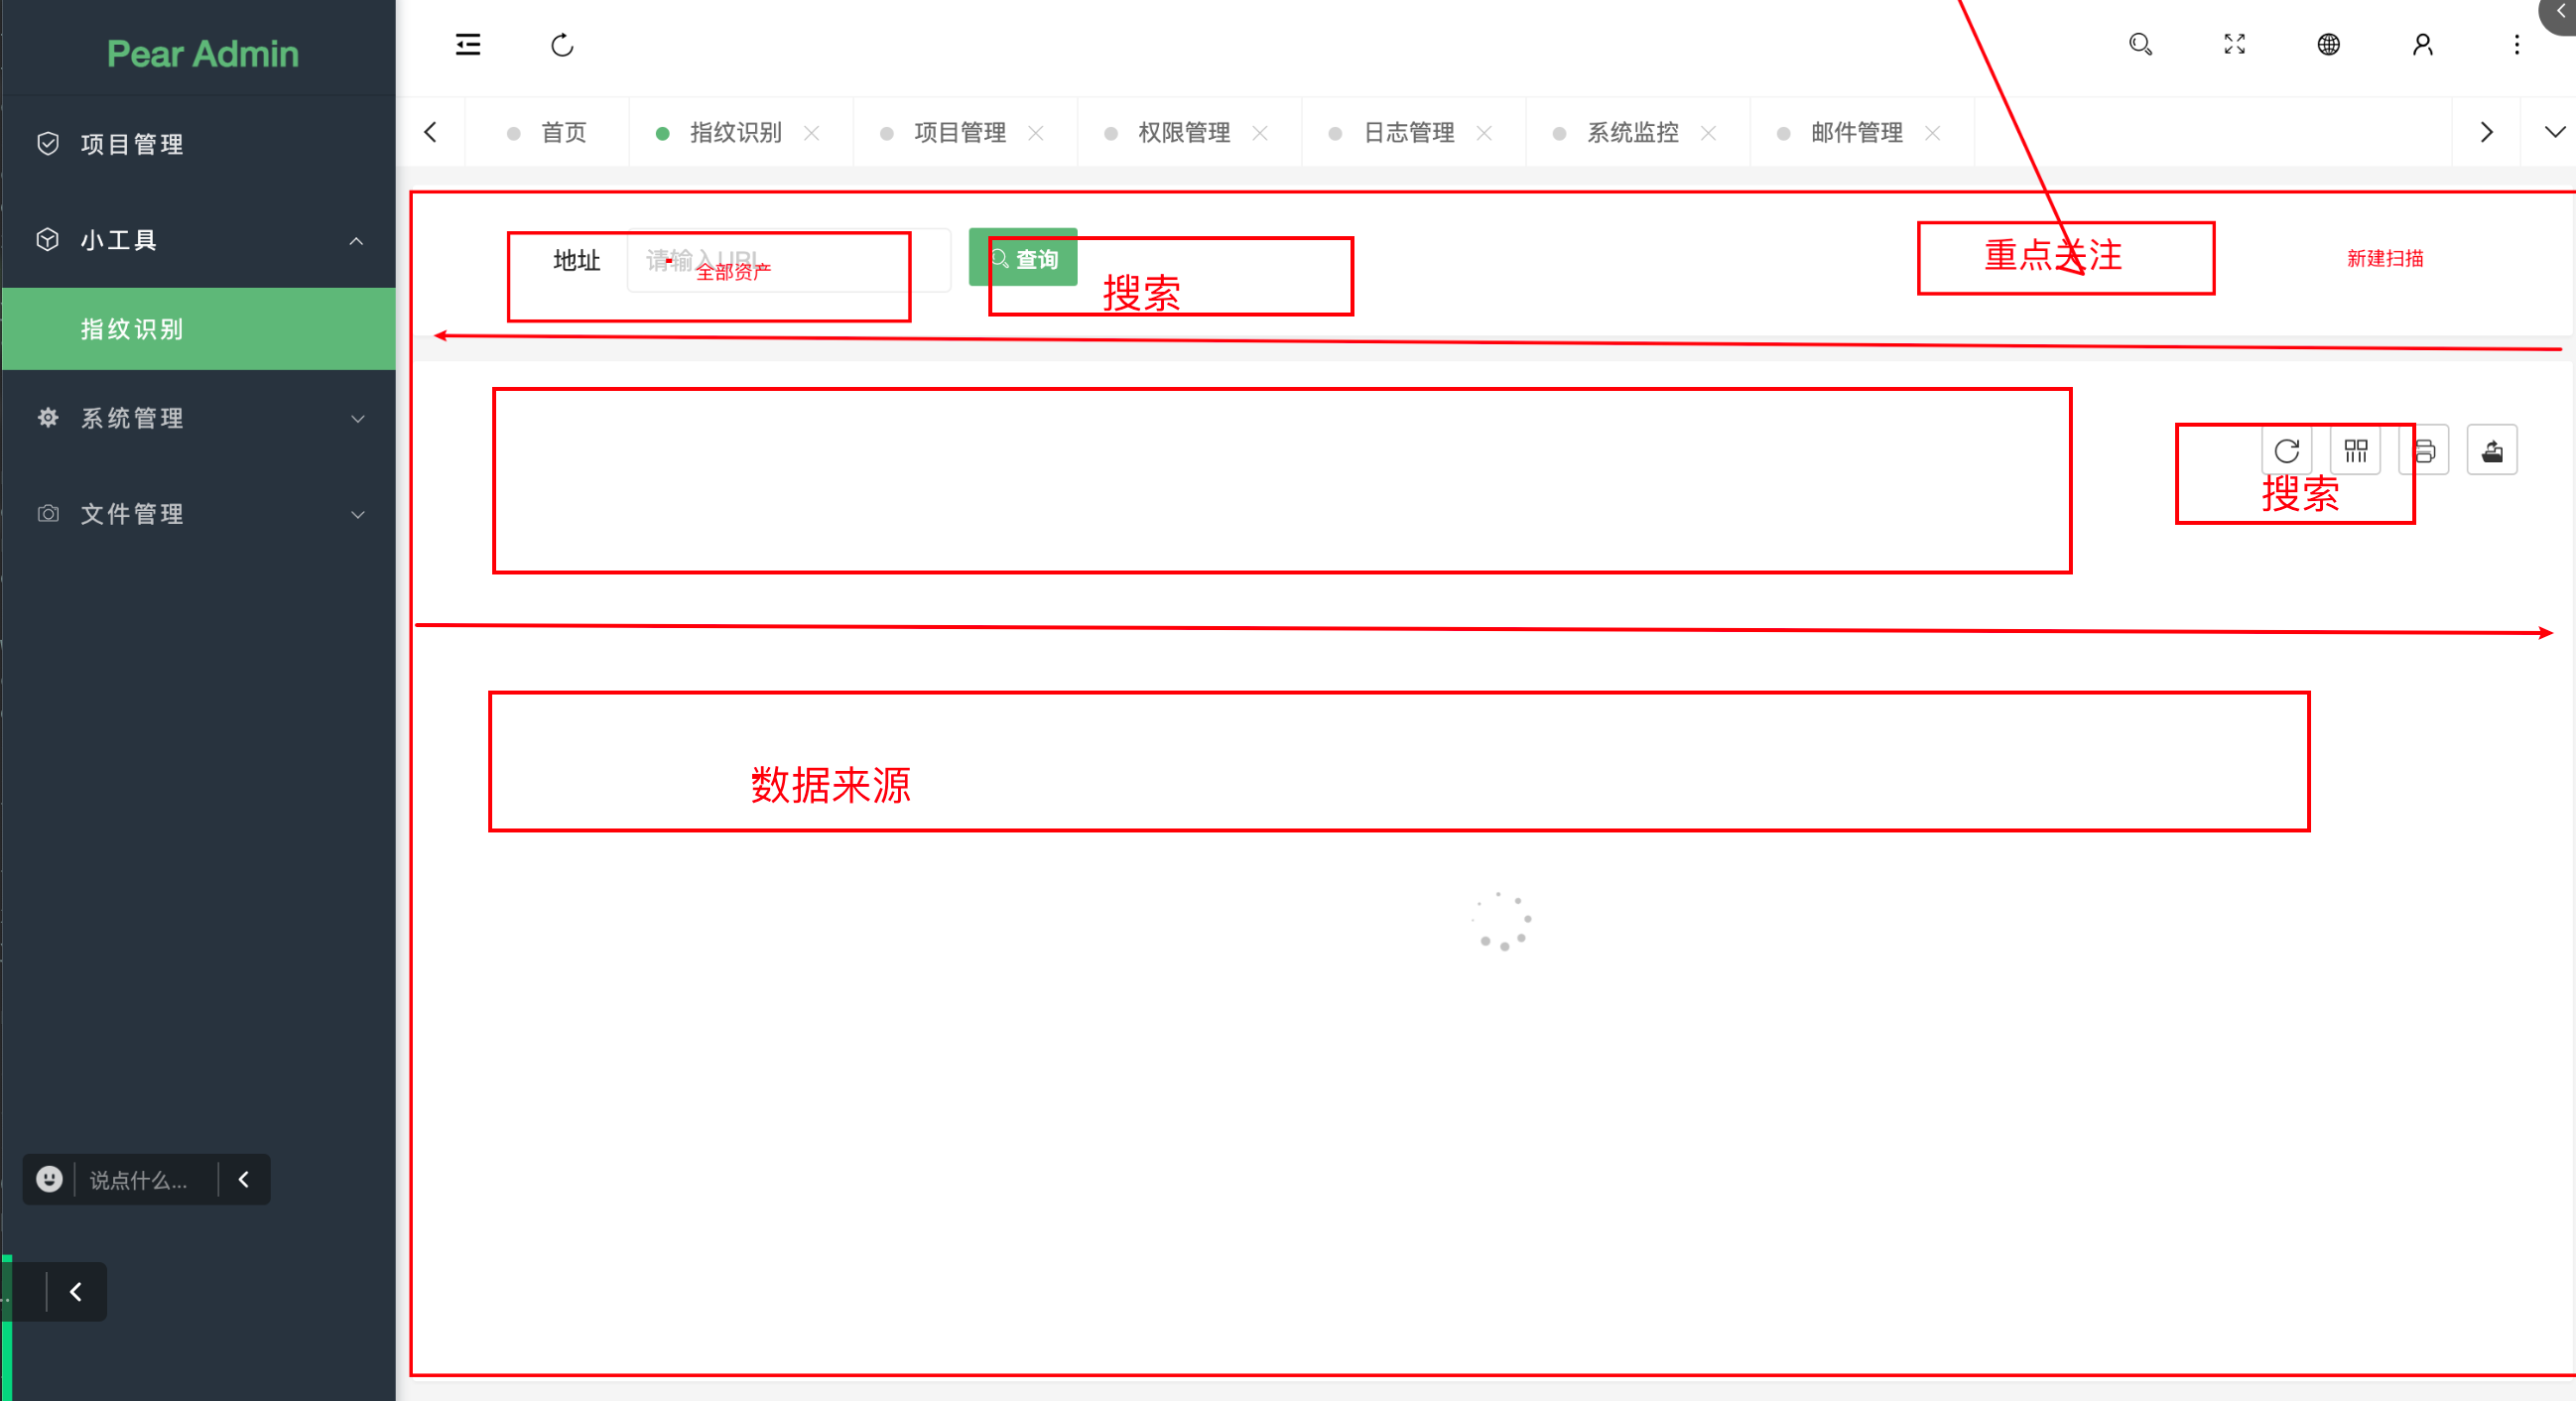 Pear Admin
项目管理
小工具
指纹识别
系统管理
文件管理
说点什么...
首页
指纹识别
项目管理
权限管理
日志管理
系统监控
邮件管理
地址
请输入URL
全部资产
查询
搜索
重点关注
新建扫描
搜索
数据来源